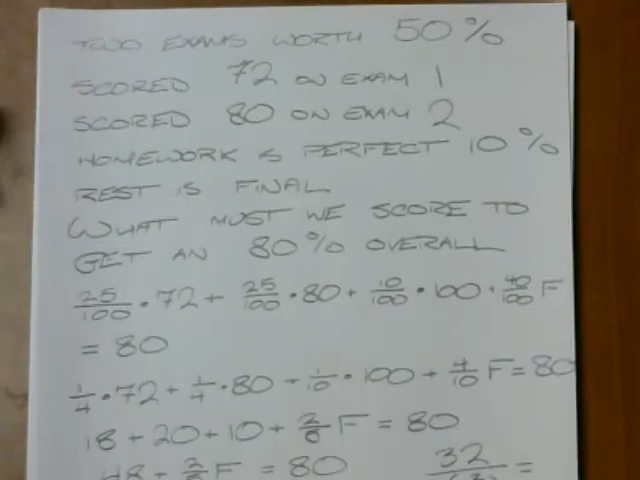 TWO EXAMS WORTH 50%
SCORED 72 ON EXAM 1
SCORED 80 ON EXAM 2
HOMEWORK IS PERFECT 10%
REST IS FINAL
WHAT MUST WE SCORE TO
GET AN 80% OVERALL
25/100 · 72 + 25/100 · 80 + 10/100 · 100 + 40/100 F
= 80
1/4 · 72 + 1/4 · 80 + 1/10 · 100 + 4/10 F = 80
18 + 20 + 10 + 2/8 F = 80
48 + 2/8 F = 80 32